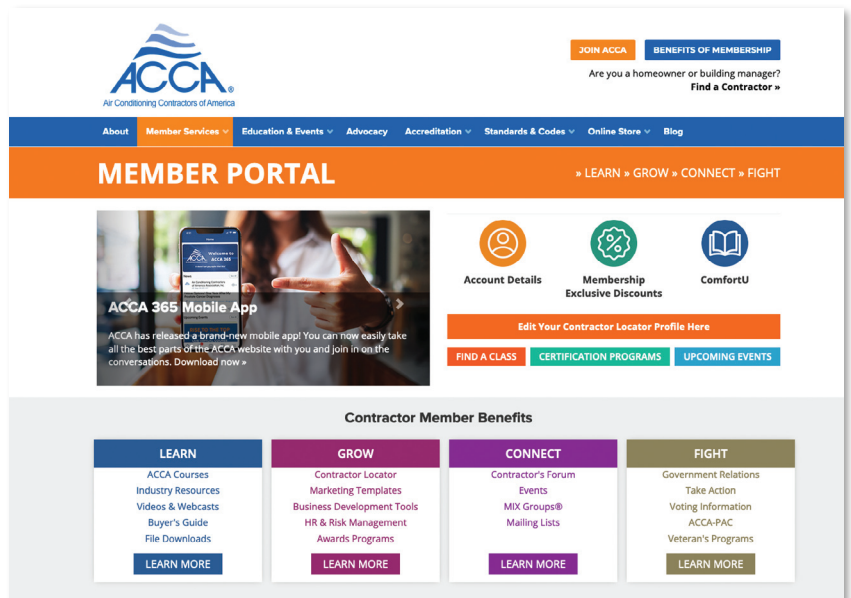 ACCA®
Air Conditioning Contractors of America
JOIN ACCA
BENEFITS OF MEMBERSHIP
Are you a homeowner or building manager?
Find a Contractor »
About Member Services Education & Events Advocacy Accreditation Standards & Codes Online Store Blog
MEMBER PORTAL
» LEARN » GROW » CONNECT » FIGHT
Welcome to
ACCA 365
ACCA 365 Mobile App
ACCA has released a brand-new mobile app! You can now easily take
all the best parts of the ACCA website with you and join in on the
conversations. Download now »
Account Details
Membership
Exclusive Discounts
ComfortU
Edit Your Contractor Locator Profile Here
FIND A CLASS
CERTIFICATION PROGRAMS
UPCOMING EVENTS
Contractor Member Benefits
LEARN
ACCA Courses
Industry Resources
Videos & Webcasts
Buyer's Guide
File Downloads
LEARN MORE
GROW
Contractor Locator
Marketing Templates
Business Development Tools
HR & Risk Management
Awards Programs
LEARN MORE
CONNECT
Contractor's Forum
Events
MIX Groups®
Mailing Lists
LEARN MORE
FIGHT
Government Relations
Take Action
Voting Information
ACCA-PAC
Veteran's Programs
LEARN MORE